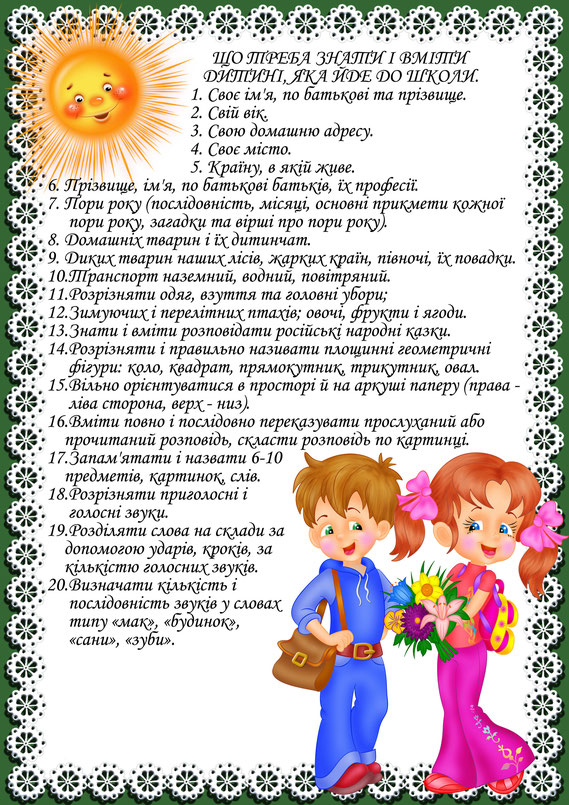 ЩО ТРЕБА ЗНАТИ І ВМІТИ
ДИТИНІ, ЯКА ЙДЕ ДО ШКОЛИ.
1. Своє ім'я, по батькові та прізвище.
2. Свій вік.
3. Свою домашню адресу.
4. Своє місто.
5. Країну, в якій живе.
6. Прізвище, ім'я, по батькові батьків, їх професії.
7. Пори року (послідовність, місяці, основні прикмети кожної
пори року, загадки та вірші про пори року).
8. Домашніх тварин і їх дитинчат.
9. Диких тварин наших лісів, жарких країн, півночі, їх повадки.
10.Транспорт наземний, водний, повітряний.
11.Розрізняти одяг, взуття та головні убори;
12.Зимуючих і перелітних птахів; овочі, фрукти і ягоди.
13.Знати і вміти розповідати російські народні казки.
14.Розрізняти і правильно називати площинні геометричні
фігури: коло, квадрат, прямокутник, трикутник, овал.
15.Вільно орієнтуватися в просторі й на аркуші паперу (права -
ліва сторона, верх - низ).
16.Вміти повно і послідовно переказувати прослуханий або
прочитаний розповідь, скласти розповідь по картинці.
17.Запам'ятати і назвати 6-10
предметів, картинок, слів.
18.Розрізняти приголосні і
голосні звуки.
19.Розділяти слова на склади за
допомогою ударів, кроків, за
кількістю голосних звуків.
20.Визначати кількість і
послідовність звуків у словах
типу «мак», «будинок»,
«сани», «зуби».